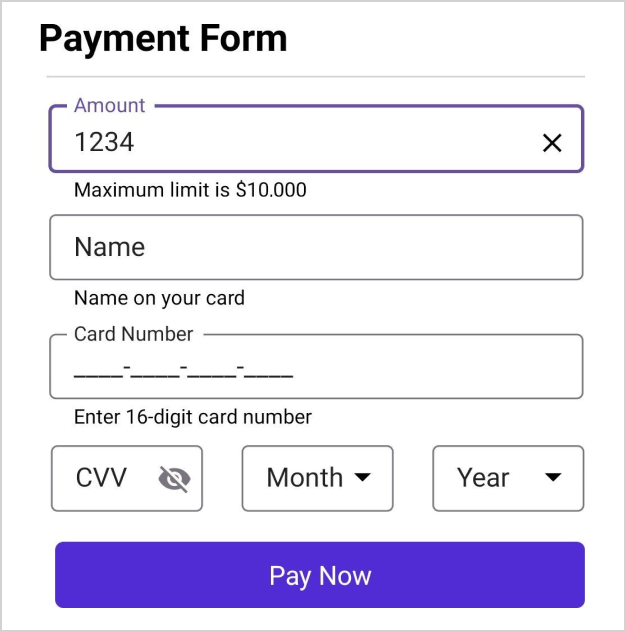 Payment Form
Amount
1234
Maximum limit is $10.000
Name
Name on your card
Card Number
____-____-____-____
Enter 16-digit card number
CVV Month Year
Pay Now